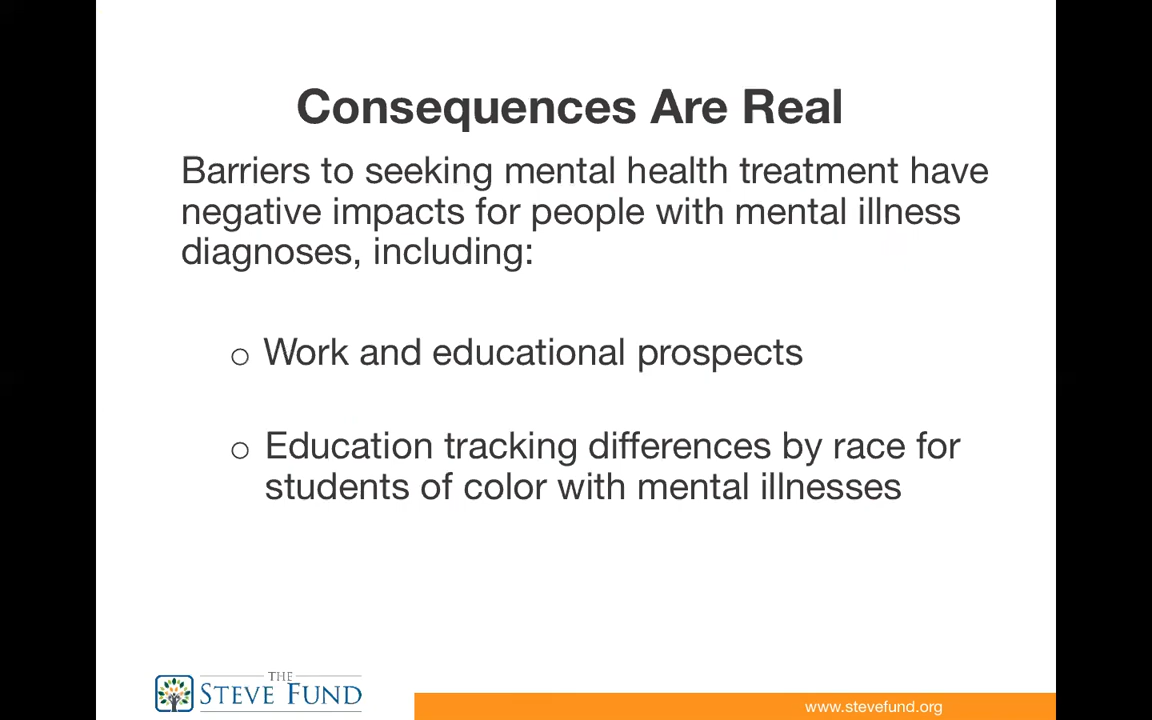 Consequences Are Real
Barriers to seeking mental health treatment have
negative impacts for people with mental illness
diagnoses, including:
o Work and educational prospects
o Education tracking differences by race for
students of color with mental illnesses
THE
STEVE FUND
www.stevefund.org